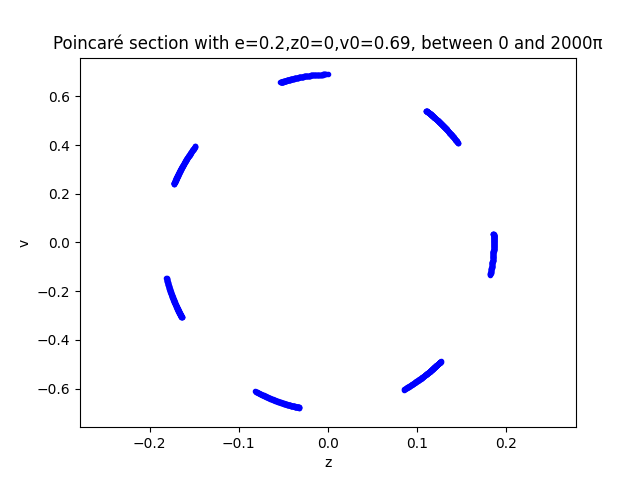 Poincaré section with e=0.2,z0=0,v0=0.69, between 0 and 2000π
0.6
0.4
0.2
0.0
−0.2
−0.4
−0.6
v
−0.2 −0.1 0.0 0.1 0.2
z